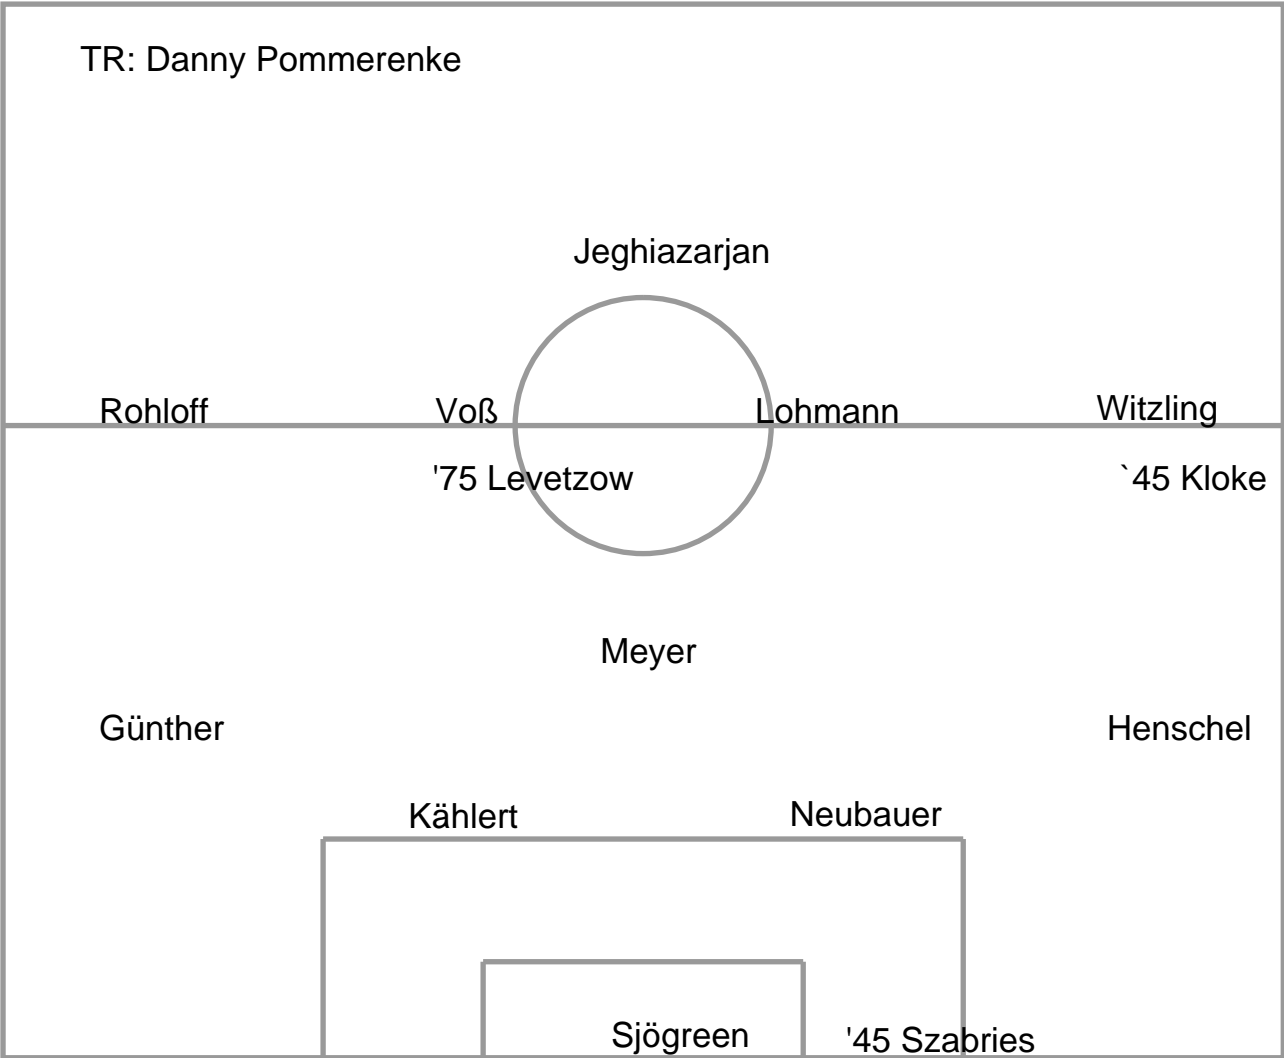 TR: Danny Pommerenke
Jeghiazarjan
Rohloff Voß Lohmann Witzling
'75 Levetzow `45 Kloke
Meyer
Günther Henschel
Kählert Neubauer
Sjögreen '45 Szabries